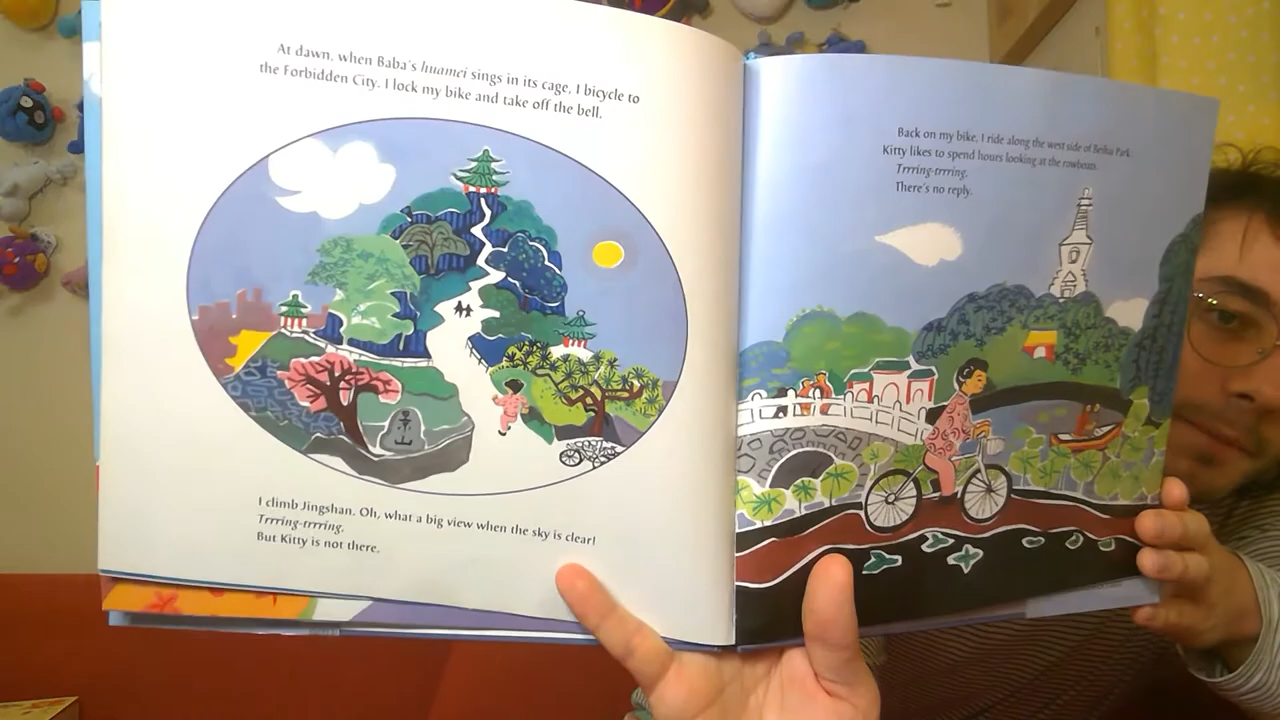 At dawn, when Baba's huamei sings in its cage, I bicycle to
the Forbidden City. I lock my bike and take off the bell.
景
山
I climb Jingshan. Oh, what a big view when the sky is clear!
Trrring-trrring.
But Kitty is not there.
Back on my bike, I ride along the west side of Beihai Park.
Kitty likes to spend hours looking at the rowboats.
Trrring-trrring.
There's no reply.